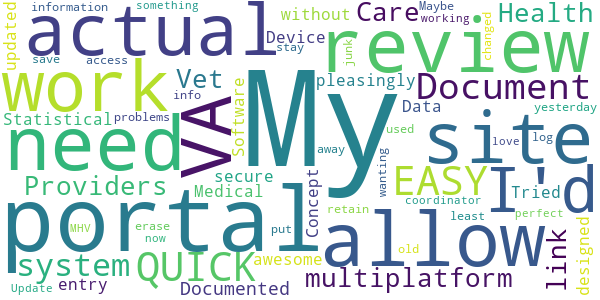 information something Maybe
updated actual save access Device without stay review working junk Care changed Health
work Vet My pleasingly Document
Statistical problems VA Software info Data used yesterday
need away site love log
Providers Medical secure Concept wanting EASY I'd Tried
portal MHV erase put allow coordinator least perfect designed
system QUICK now awesome retain old link
Update entry Documented multiplatform